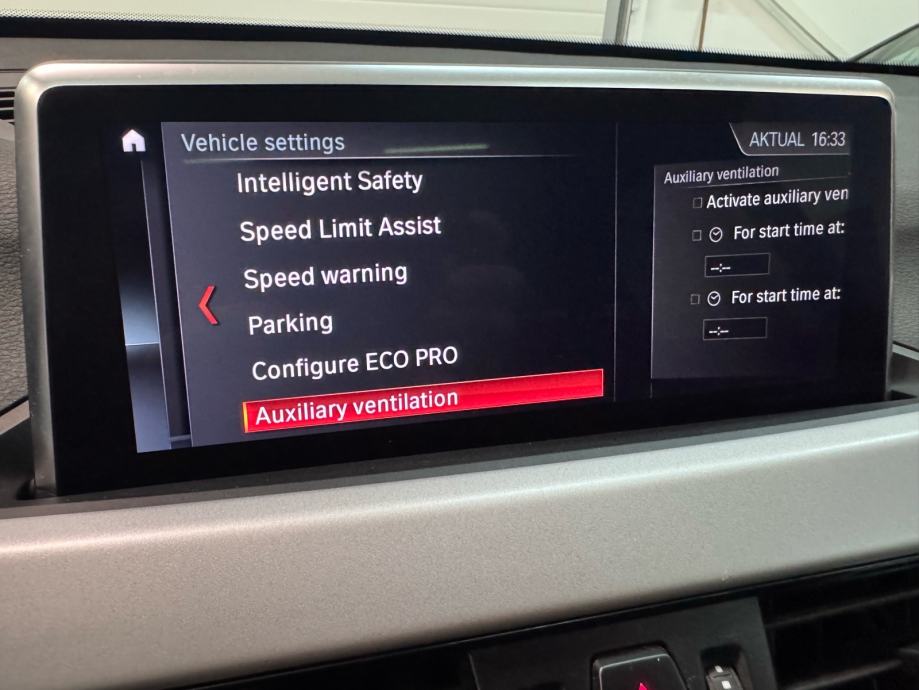 Vehicle settings
Intelligent Safety
Speed Limit Assist
Speed warning
Parking
Configure ECO PRO
Auxiliary ventilation
AKTUAL 16:33
Auxiliary ventilation
Activate auxiliary ven
For start time at:
--:--
For start time at:
--:--